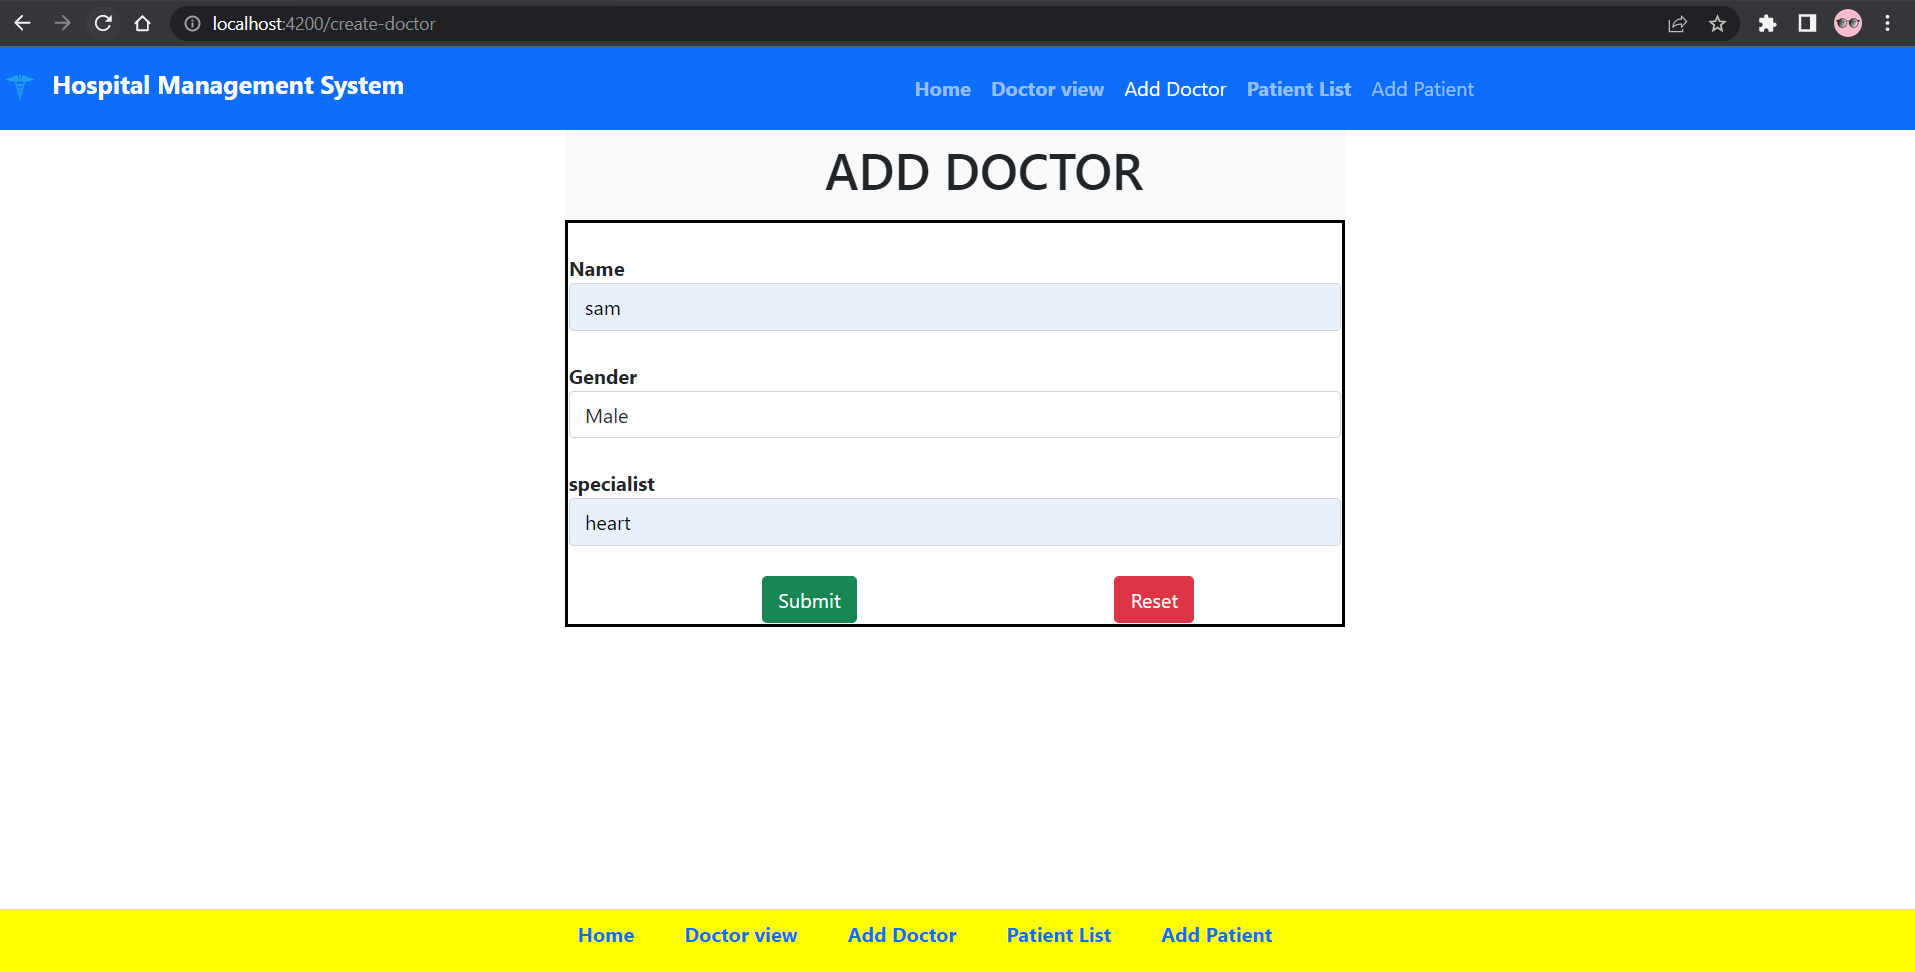 localhost:4200/create-doctor
Hospital Management System
Home Doctor view Add Doctor Patient List Add Patient
ADD DOCTOR
Name
sam
Gender
Male
specialist
heart
Submit Reset
Home Doctor view Add Doctor Patient List Add Patient